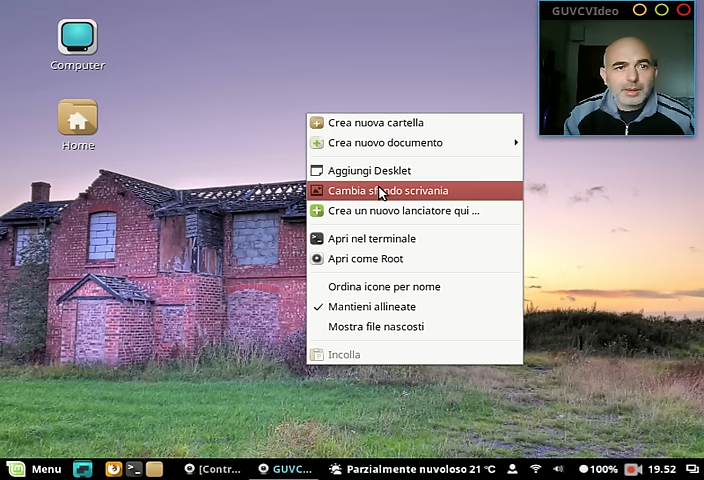 GUVCVIdeo
Computer
Home
Crea nuova cartella
Crea nuovo documento
Aggiungi Desklet
Cambia sfondo scrivania
Crea un nuovo lanciatore qui ...
Apri nel terminale
Apri come Root
Ordina icone per nome
Mantieni allineate
Mostra file nascosti
Incolla
Menu [Contr... GUVC... Parzialmente nuvoloso 21 °C 100% 19.52